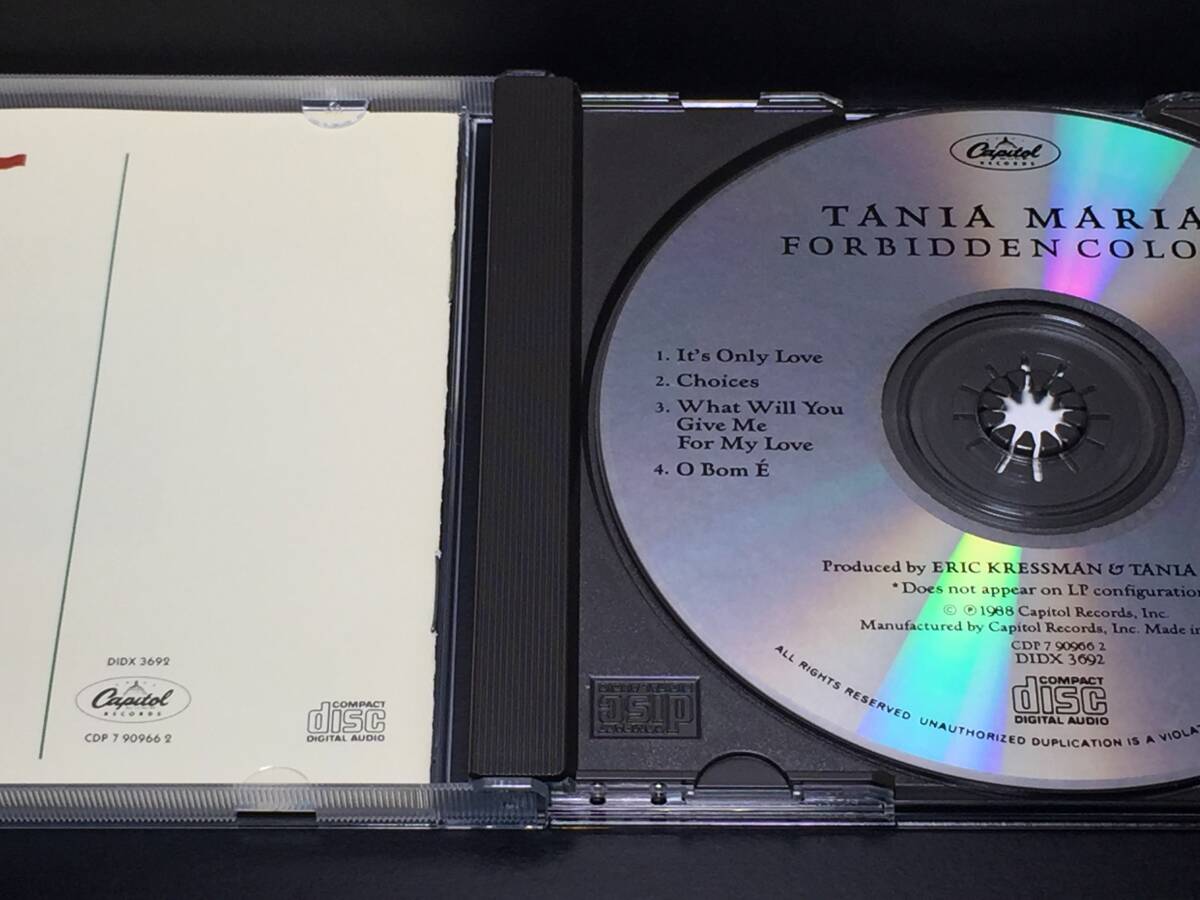 DIDX 3692
Capitol
RECORDS
CDP 7 90966 2
COMPACT
disc
DIGITAL AUDIO
Capitol
RECORDS
TANIA MARIA
FORBIDDEN COLO
1. It's Only Love
2. Choices
3. What Will You
Give Me
For My Love
4. O Bom É
Produced by ERIC KRESSMAN & TANIA
*Does not appear on LP configuration
© ℗ 1988 Capitol Records, Inc.
Manufactured by Capitol Records, Inc. Made in
CDP 7 90966 2
DIDX 3692
COMPACT
disc
DIGITAL AUDIO
ALL RIGHTS RESERVED UNAUTHORIZED DUPLICATION IS A VIOLAT
disc